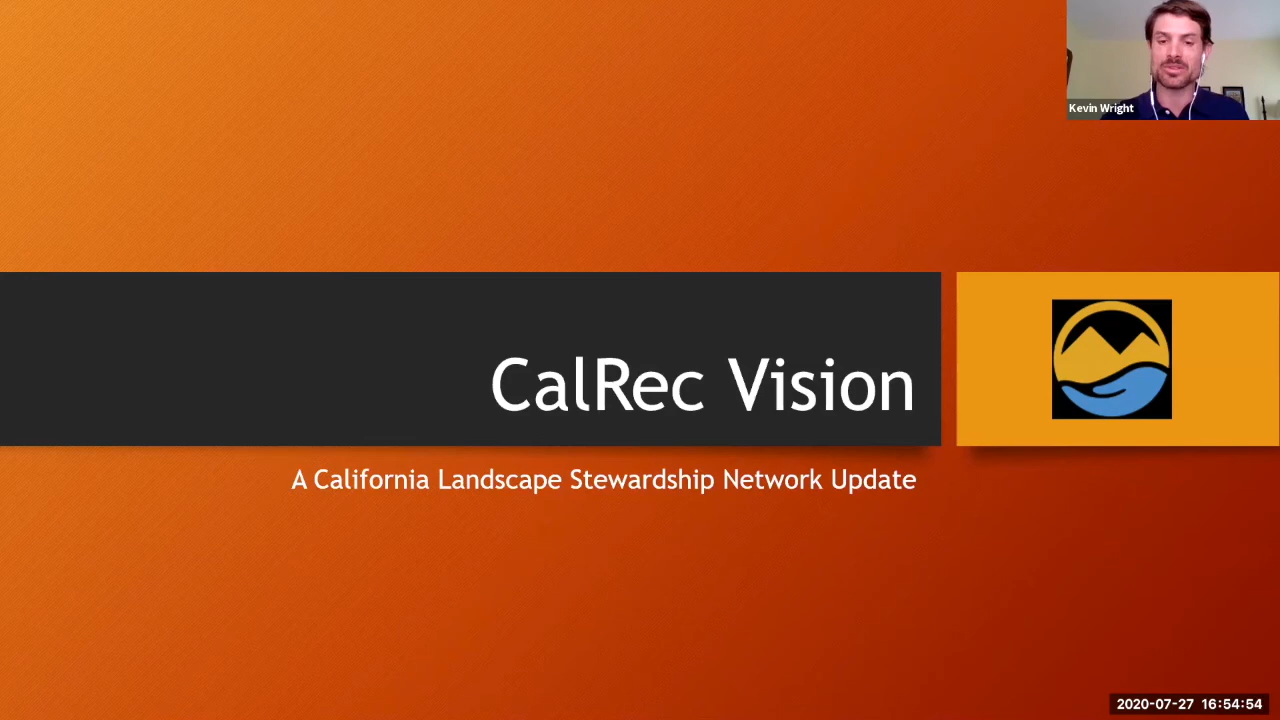 Kevin Wright
CalRec Vision
A California Landscape Stewardship Network Update
2020-07-27 16:54:54